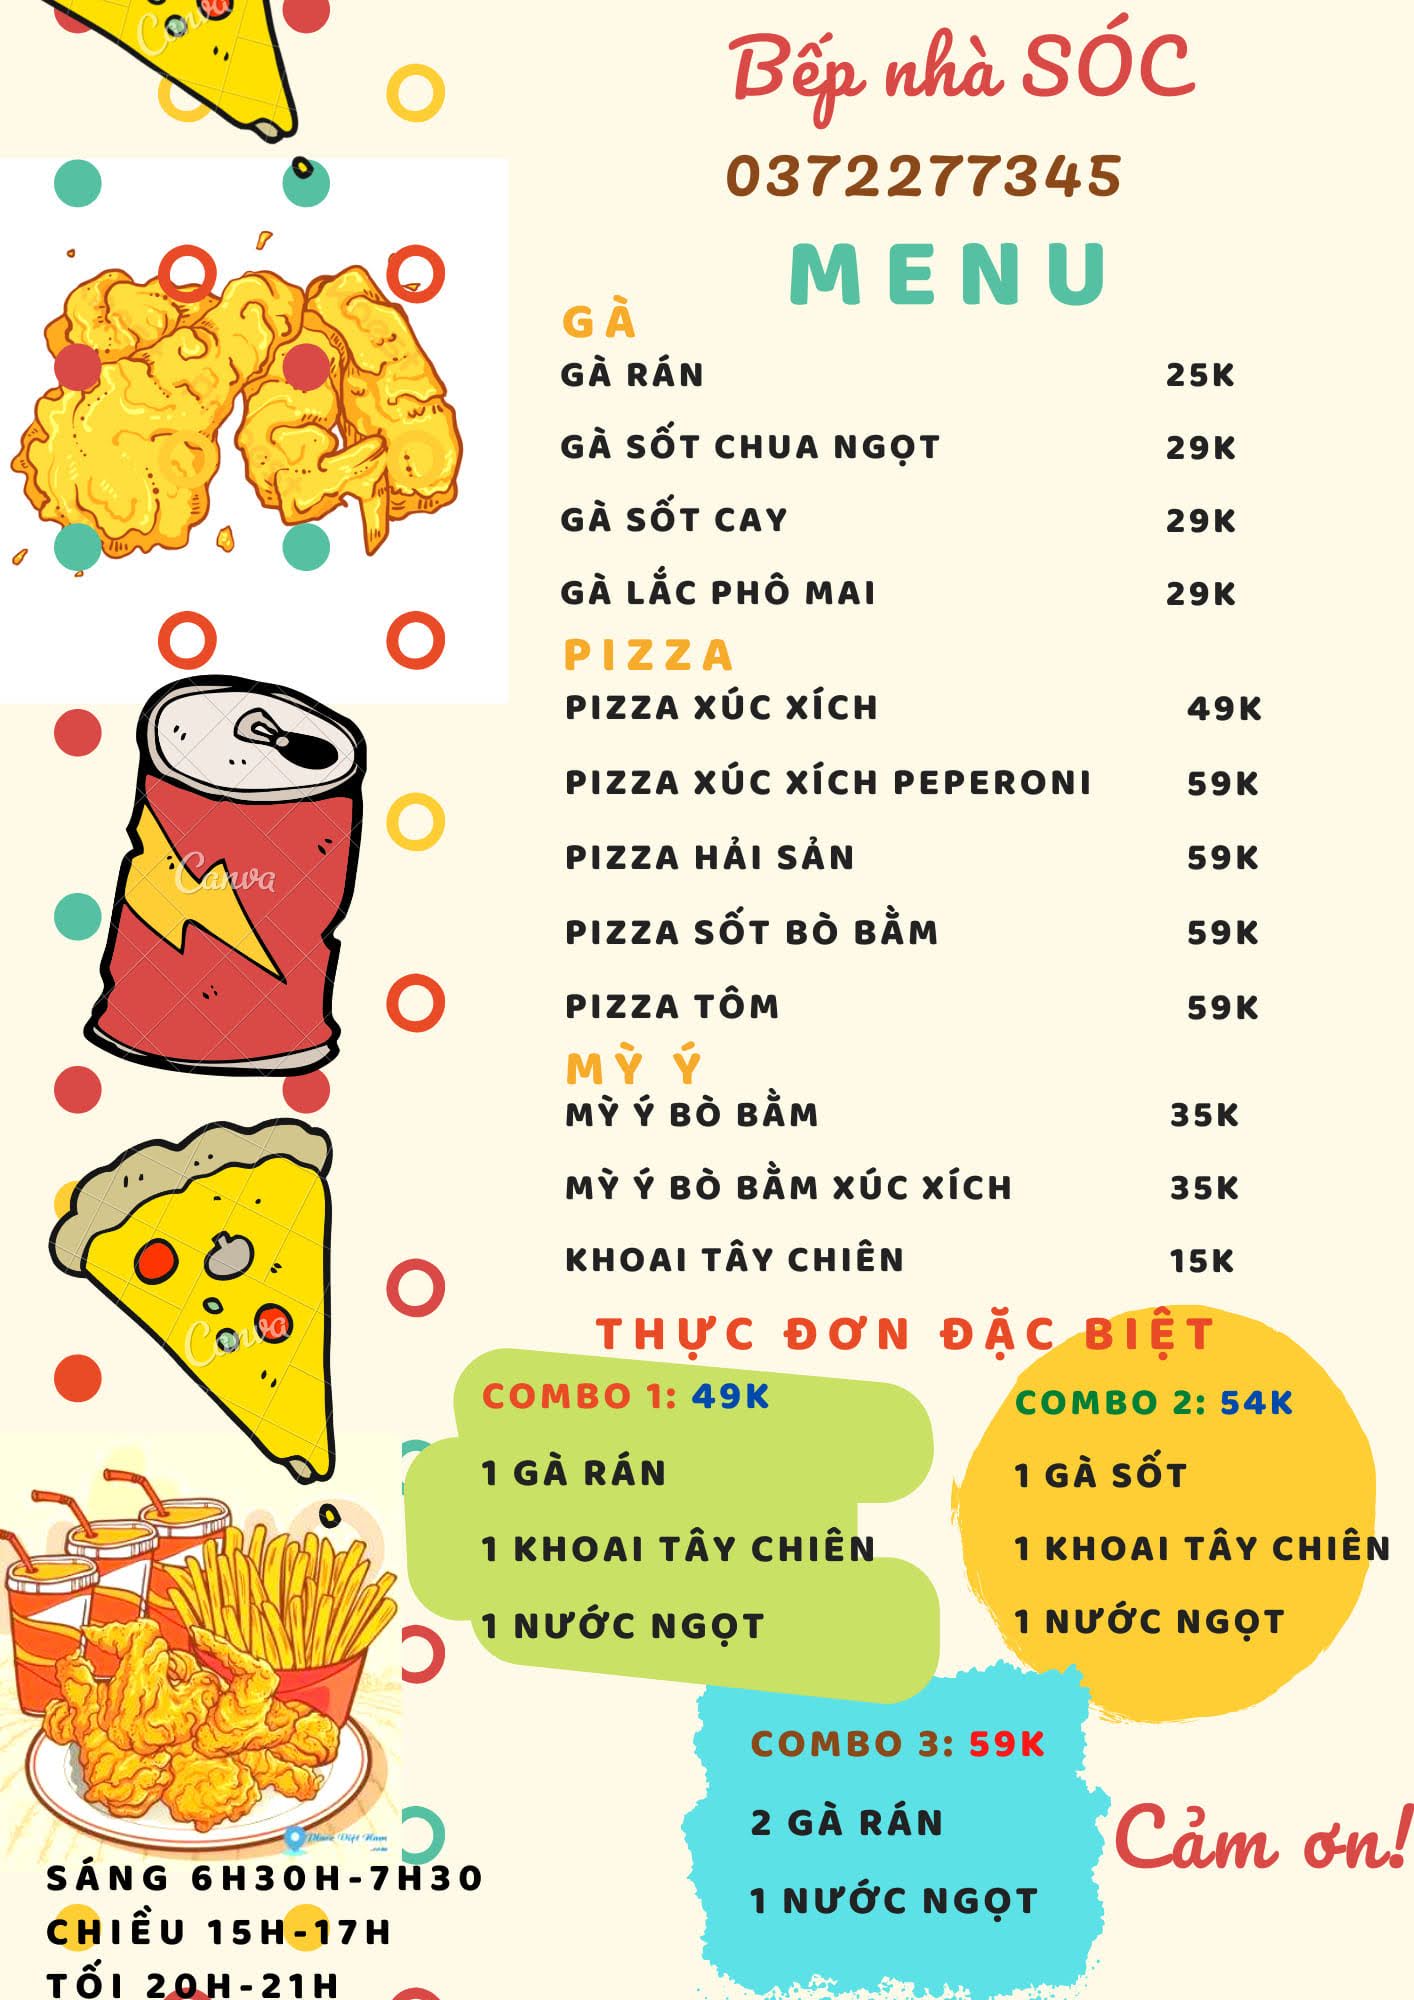 Bếp nhà SÓC
0372277345
MENU
GÀ
GÀ RÁN 25K
GÀ SỐT CHUA NGỌT 29K
GÀ SỐT CAY 29K
GÀ LẮC PHÔ MAI 29K
PIZZA
PIZZA XÚC XÍCH 49K
PIZZA XÚC XÍCH PEPERONI 59K
PIZZA HẢI SẢN 59K
PIZZA SỐT BÒ BẰM 59K
PIZZA TÔM 59K
MỲ Ý
MỲ Ý BÒ BẰM 35K
MỲ Ý BÒ BẰM XÚC XÍCH 35K
KHOAI TÂY CHIÊN 15K
THỰC ĐƠN ĐẶC BIỆT
COMBO 1: 49K
1 GÀ RÁN
1 KHOAI TÂY CHIÊN
1 NƯỚC NGỌT
COMBO 2: 54K
1 GÀ SỐT
1 KHOAI TÂY CHIÊN
1 NƯỚC NGỌT
COMBO 3: 59K
2 GÀ RÁN
1 NƯỚC NGỌT
Cảm ơn!
Canva
Canva
Canva
Place Việt Nam
.com
SÁNG 6H30H-7H30
CHIỀU 15H-17H
TỐI 20H-21H